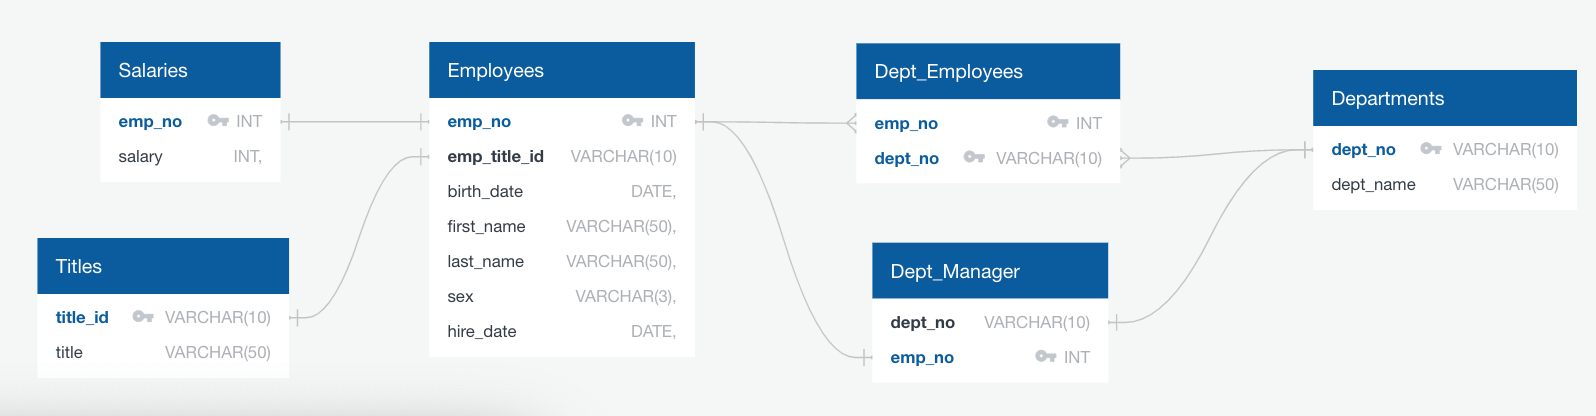 Salaries
emp_no INT
salary INT,
Employees
emp_no INT
emp_title_id VARCHAR(10)
birth_date DATE,
first_name VARCHAR(50),
last_name VARCHAR(50),
sex VARCHAR(3),
hire_date DATE,
Dept_Employees
emp_no INT
dept_no VARCHAR(10)
Departments
dept_no VARCHAR(10)
dept_name VARCHAR(50)
Titles
title_id VARCHAR(10)
title VARCHAR(50)
Dept_Manager
dept_no VARCHAR(10)
emp_no INT